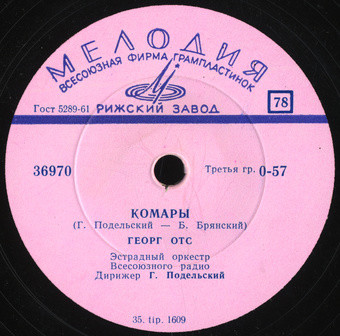 МЕЛОДИЯ
ВСЕСОЮЗНАЯ ФИРМА ГРАМПЛАСТИНОК
Гост 5289-61 РИЖСКИЙ ЗАВОД 78
36970 Третья гр. 0-57
КОМАРЫ
(Г. Подельский — Б. Брянский)
ГЕОРГ ОТС
Эстрадный оркестр
Всесоюзного радио
Дирижер Г. Подельский
35. tip. 1609